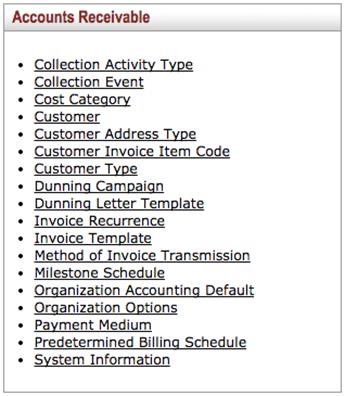 Accounts Receivable
Collection Activity Type
Collection Event
Cost Category
Customer
Customer Address Type
Customer Invoice Item Code
Customer Type
Dunning Campaign
Dunning Letter Template
Invoice Recurrence
Invoice Template
Method of Invoice Transmission
Milestone Schedule
Organization Accounting Default
Organization Options
Payment Medium
Predetermined Billing Schedule
System Information